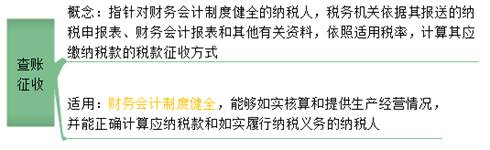 概念：指针对财务会计制度健全的纳税人，税务机关依据其报送的纳
税申报表、财务会计报表和其他有关资料，依照适用税率，计算其应
缴纳税款的税款征收方式
查账
征收
适用：财务会计制度健全，能够如实核算和提供生产经营情况，
并能正确计算应纳税款和如实履行纳税义务的纳税人